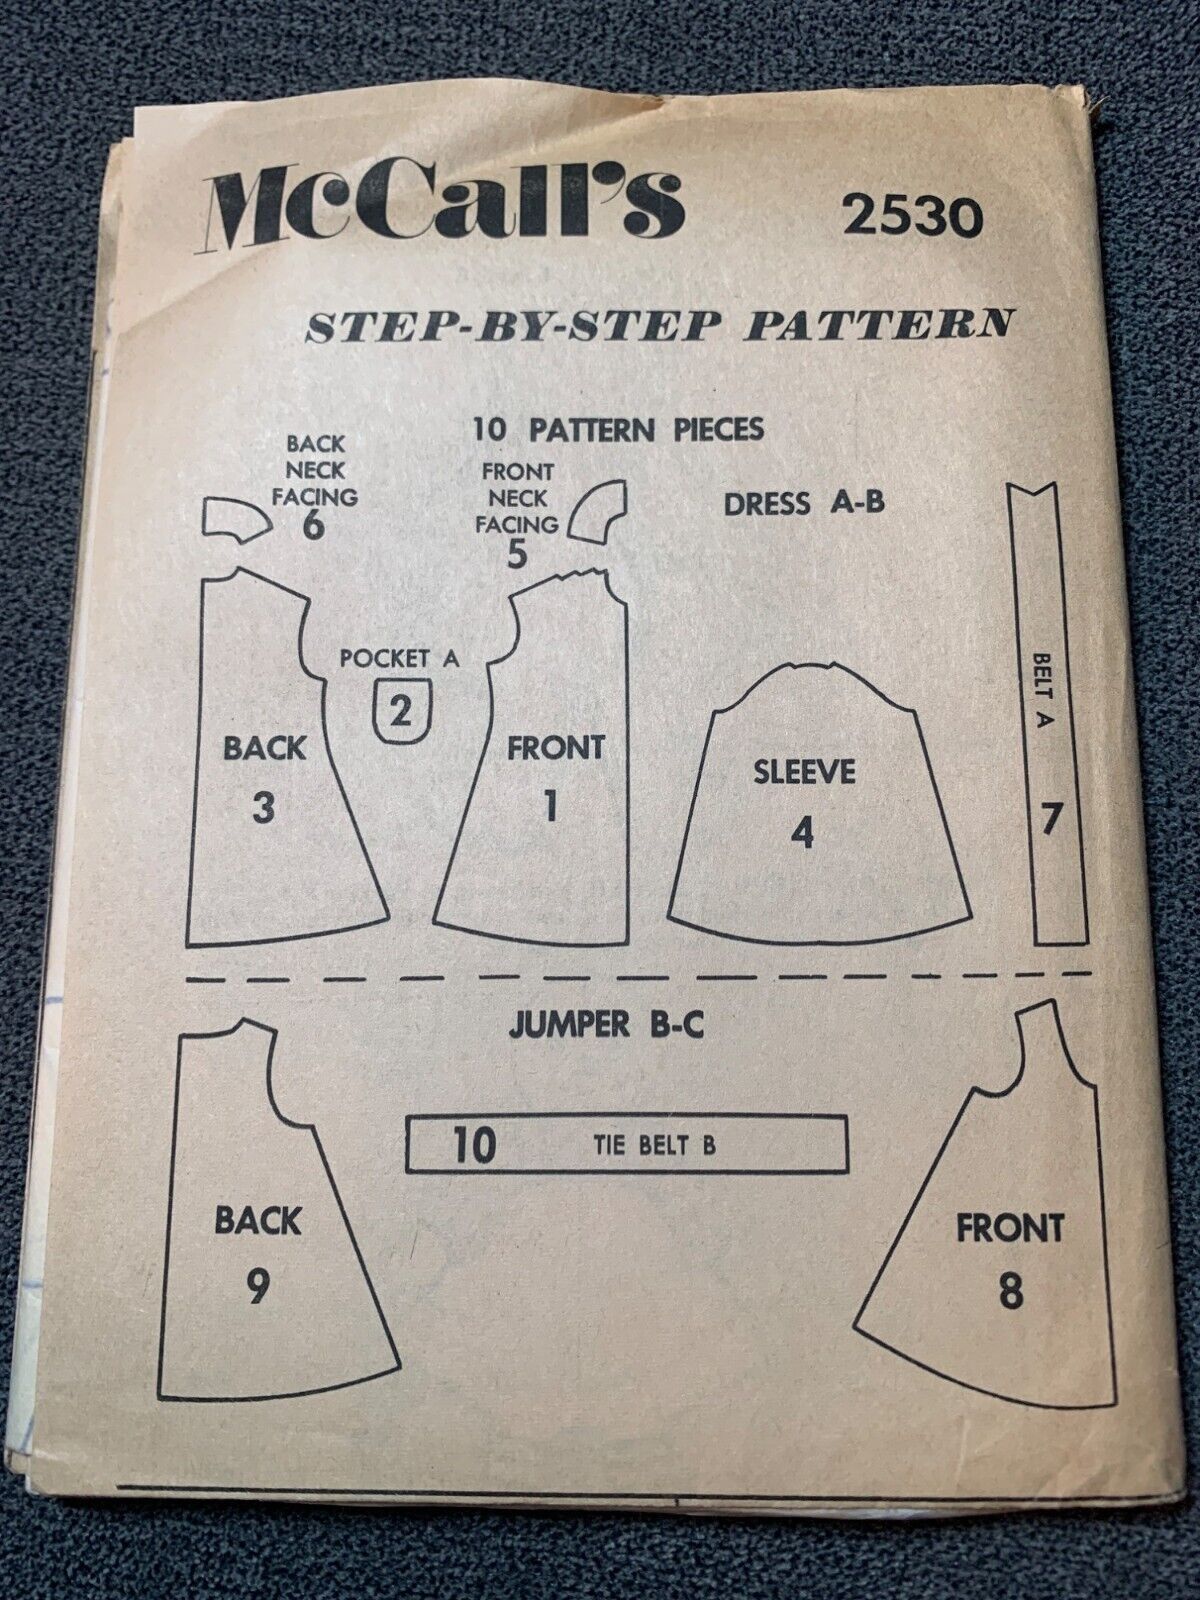 McCall's 2530
STEP-BY-STEP PATTERN
10 PATTERN PIECES
BACK
NECK
FACING
6
FRONT
NECK
FACING
5
DRESS A-B
POCKET A
2
BACK
3
FRONT
1
SLEEVE
4
BELT A
7
JUMPER B-C
10 TIE BELT B
BACK
9
FRONT
8